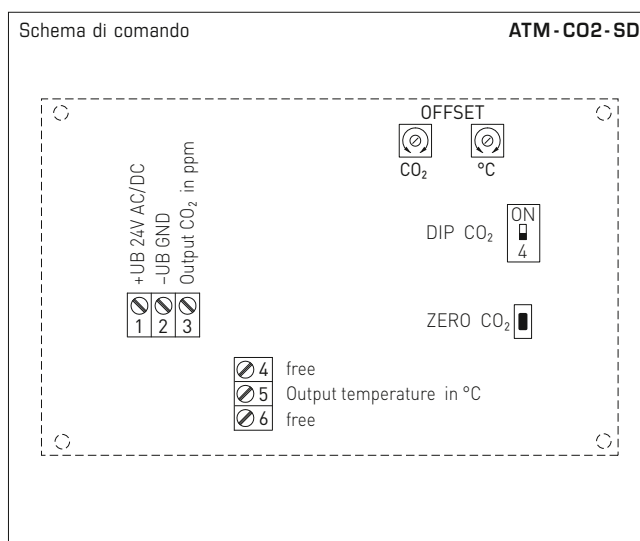 Schema di comando ATM-CO2-SD
OFFSET
CO₂ °C
+UB 24V AC/DC
–UB GND
Output CO₂ in ppm
DIP CO₂
ON
4
1 2 3
ZERO CO₂
4 free
5 Output temperature in °C
6 free